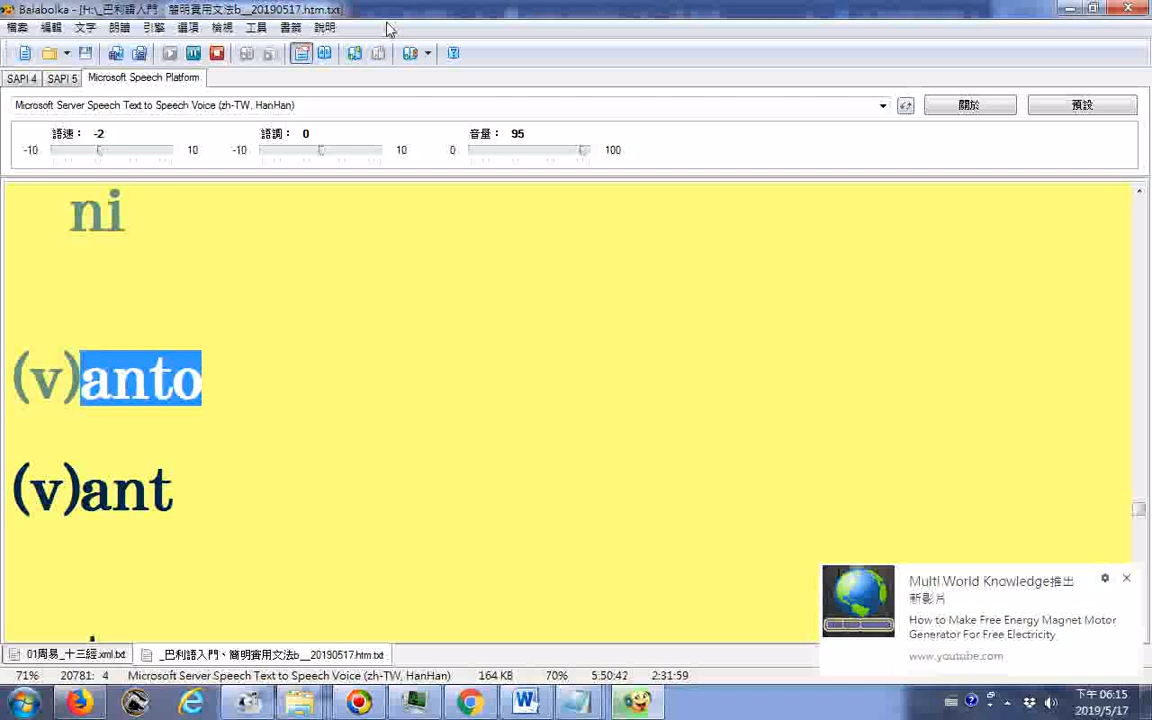 Balabolka - [H:\_巴利語入門、簡明實用文法b__20190517.htm.txt]
檔案 編輯 文字 朗讀 引擎 選項 檢視 工具 書籤 說明
SAPI 4 SAPI 5 Microsoft Speech Platform
Microsoft Server Speech Text to Speech Voice (zh-TW, HanHan) 關於 預設
語速： -2 語調： 0 音量： 95
-10 10 -10 10 0 100
ni
(v)anto
(v)ant
Multi World Knowledge推出
新影片
How to Make Free Energy Magnet Motor
Generator For Free Electricity
www.youtube.com
01周易_十三經.xml.txt _巴利語入門、簡明實用文法b__20190517.htm.txt
71% 20781: 4 Microsoft Server Speech Text to Speech Voice (zh-TW, HanHan) 164 KB 70% 5:50:42 2:31:59
下午 06:15
2019/5/17